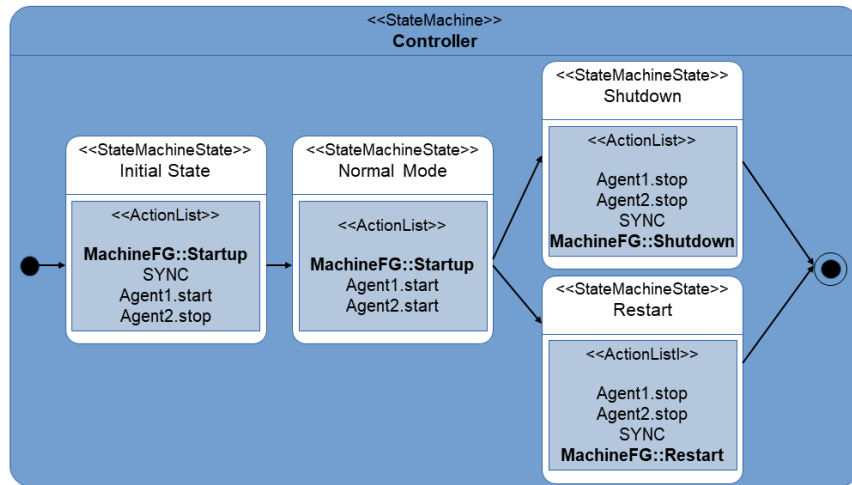 <<StateMachine>>
Controller
<<StateMachineState>>
Initial State
<<ActionList>>
MachineFG::Startup
SYNC
Agent1.start
Agent2.stop
<<StateMachineState>>
Normal Mode
<<ActionList>>
MachineFG::Startup
Agent1.start
Agent2.start
<<StateMachineState>>
Shutdown
<<ActionList>>
Agent1.stop
Agent2.stop
SYNC
MachineFG::Shutdown
<<StateMachineState>>
Restart
<<ActionListl>>
Agent1.stop
Agent2.stop
SYNC
MachineFG::Restart